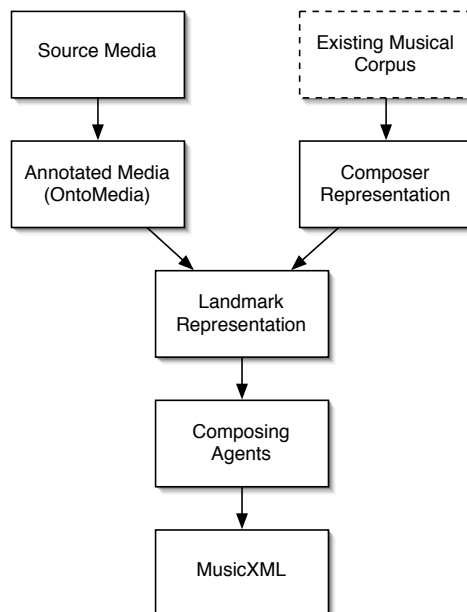 Source Media
Existing Musical
Corpus
Annotated Media
(OntoMedia)
Composer
Representation
Landmark
Representation
Composing
Agents
MusicXML